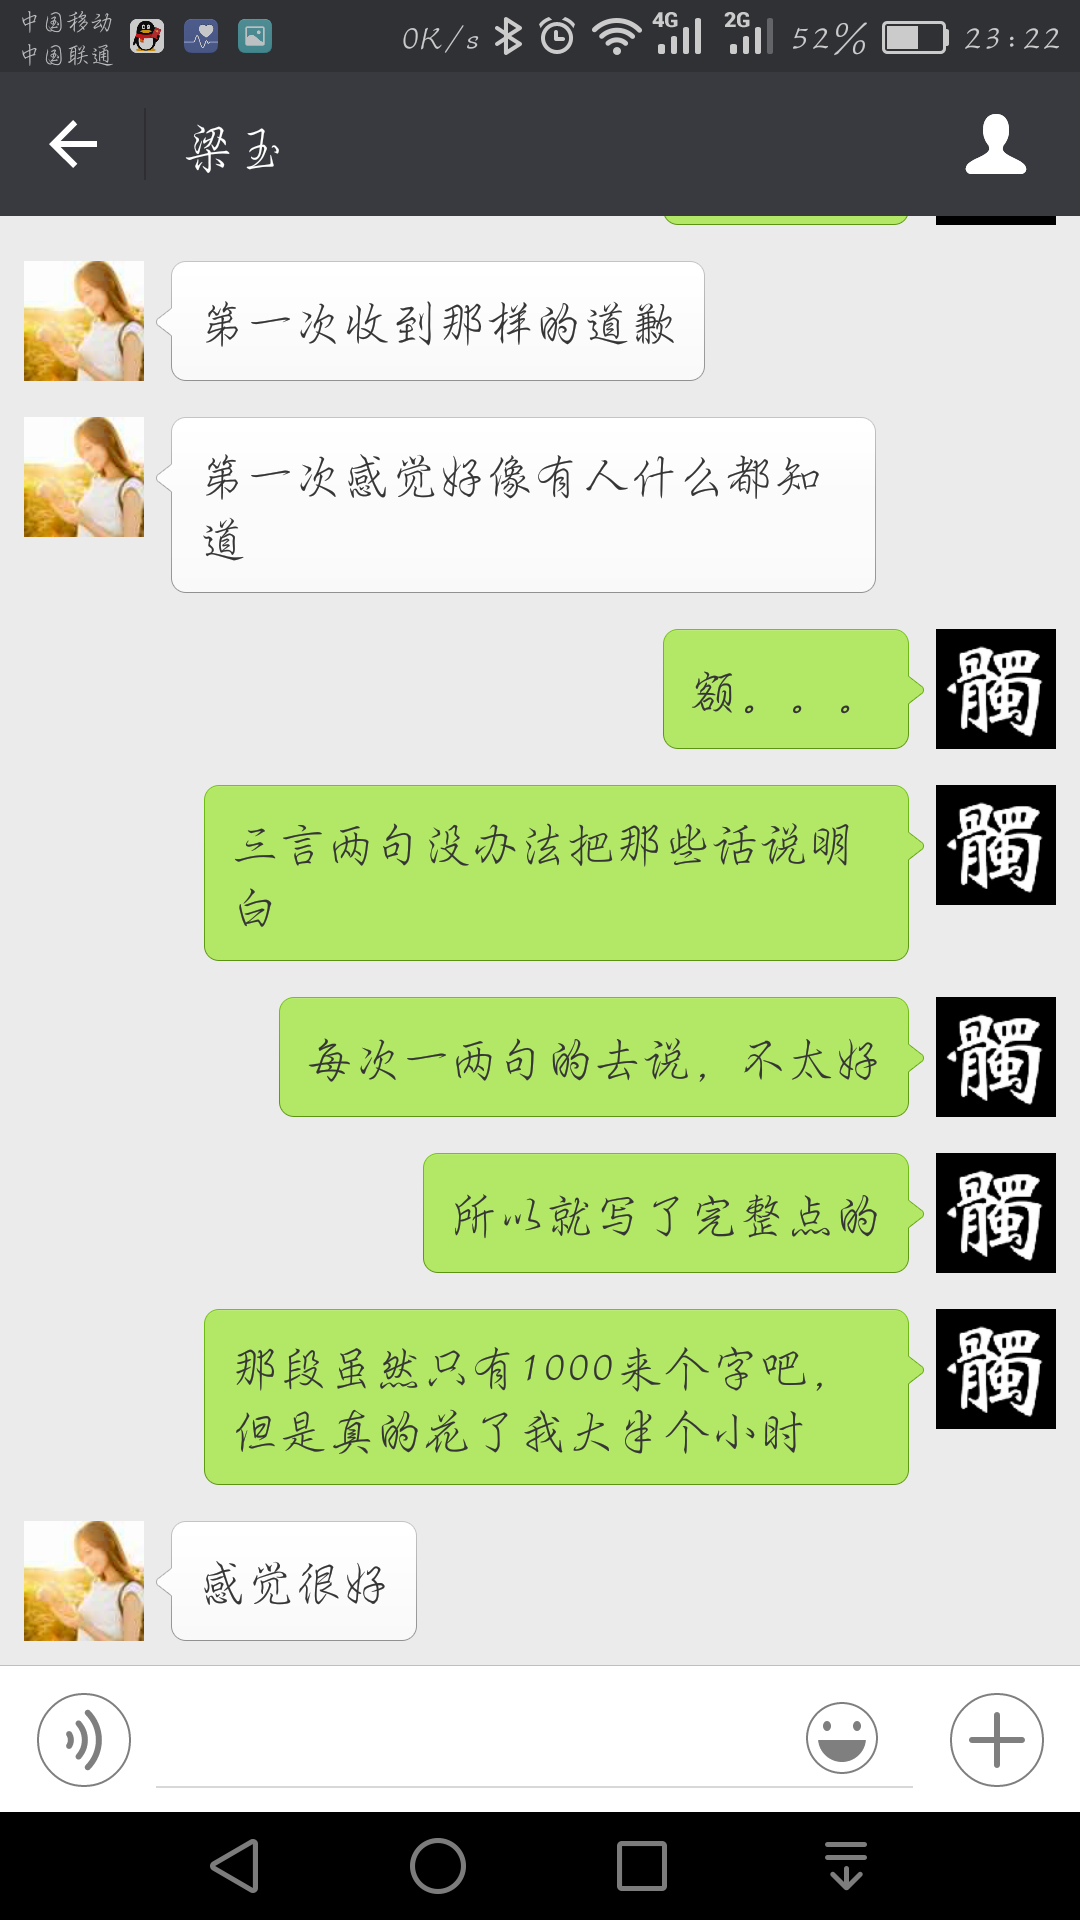 中国移动
中国联通
0K/s 4G 2G 52% 23:22
梁玉
第一次收到那样的道歉
第一次感觉好像有人什么都知
道
额。。。
髑
三言两句没办法把那些话说明
白
髑
每次一两句的去说，不太好
髑
所以就写了完整点的
髑
那段虽然只有1000来个字吧，
但是真的花了我大半个小时
髑
感觉很好